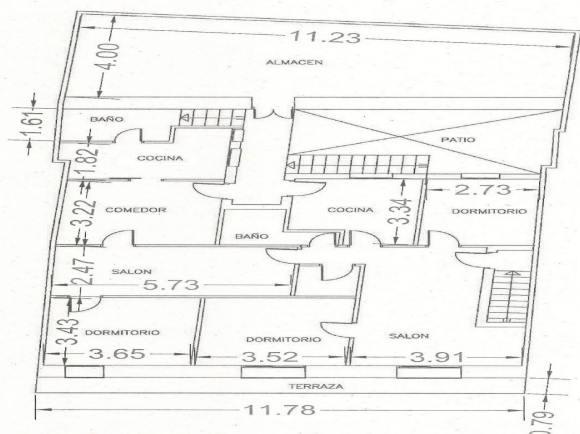 11.23
4.00
ALMACEN
1.61
BAÑO
PATIO
1.82
COCINA
2.73
3.22
COMEDOR
COCINA
3.34
DORMITORIO
BAÑO
2.47
SALON
5.73
3.43
DORMITORIO
DORMITORIO
SALON
3.65
3.52
3.91
TERRAZA
11.78
0.79